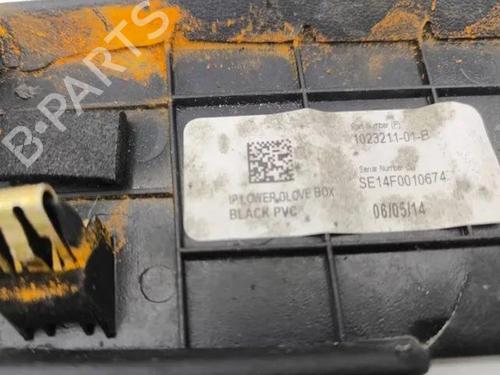 B-PARTS
Part Number (P)
1023211-01-B
Serial Number
SE14F0010674
IP,LOWER,GLOVE BOX
BLACK PVC
06/05/14